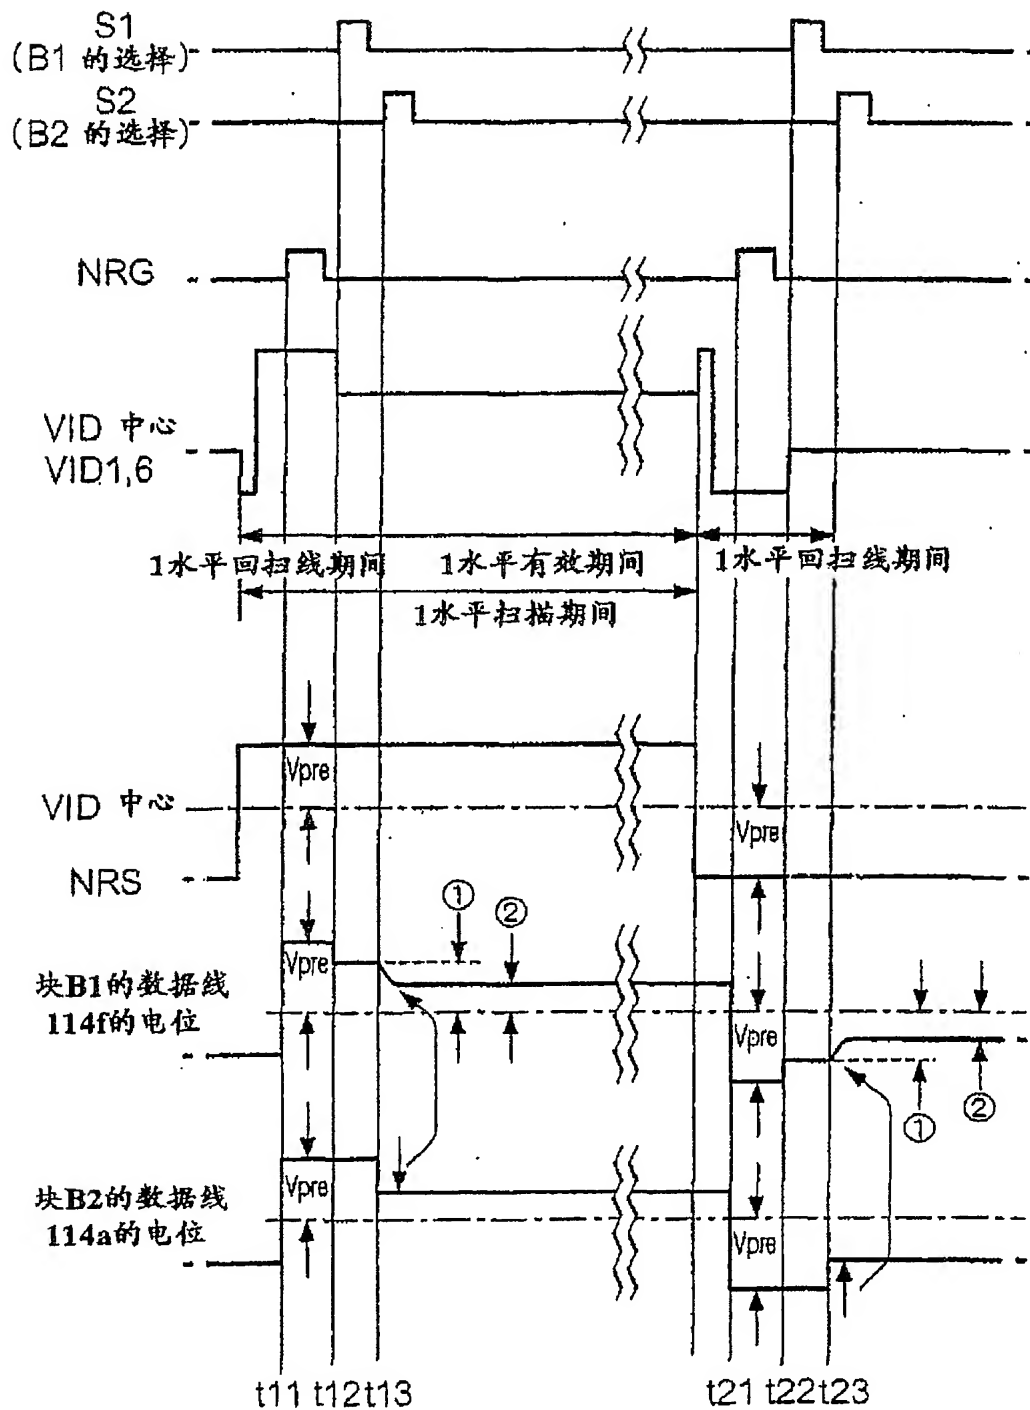 S1
(B1 的选择)
S2
(B2 的选择)
NRG
VID 中心
VID1,6
1水平回扫线期间
1水平有效期间
1水平回扫线期间
1水平扫描期间
Vpre
VID 中心
Vpre
NRS
①
②
Vpre
块B1的数据线
114f的电位
Vpre
①
②
Vpre
块B2的数据线
114a的电位
Vpre
t11 t12 t13
t21 t22 t23